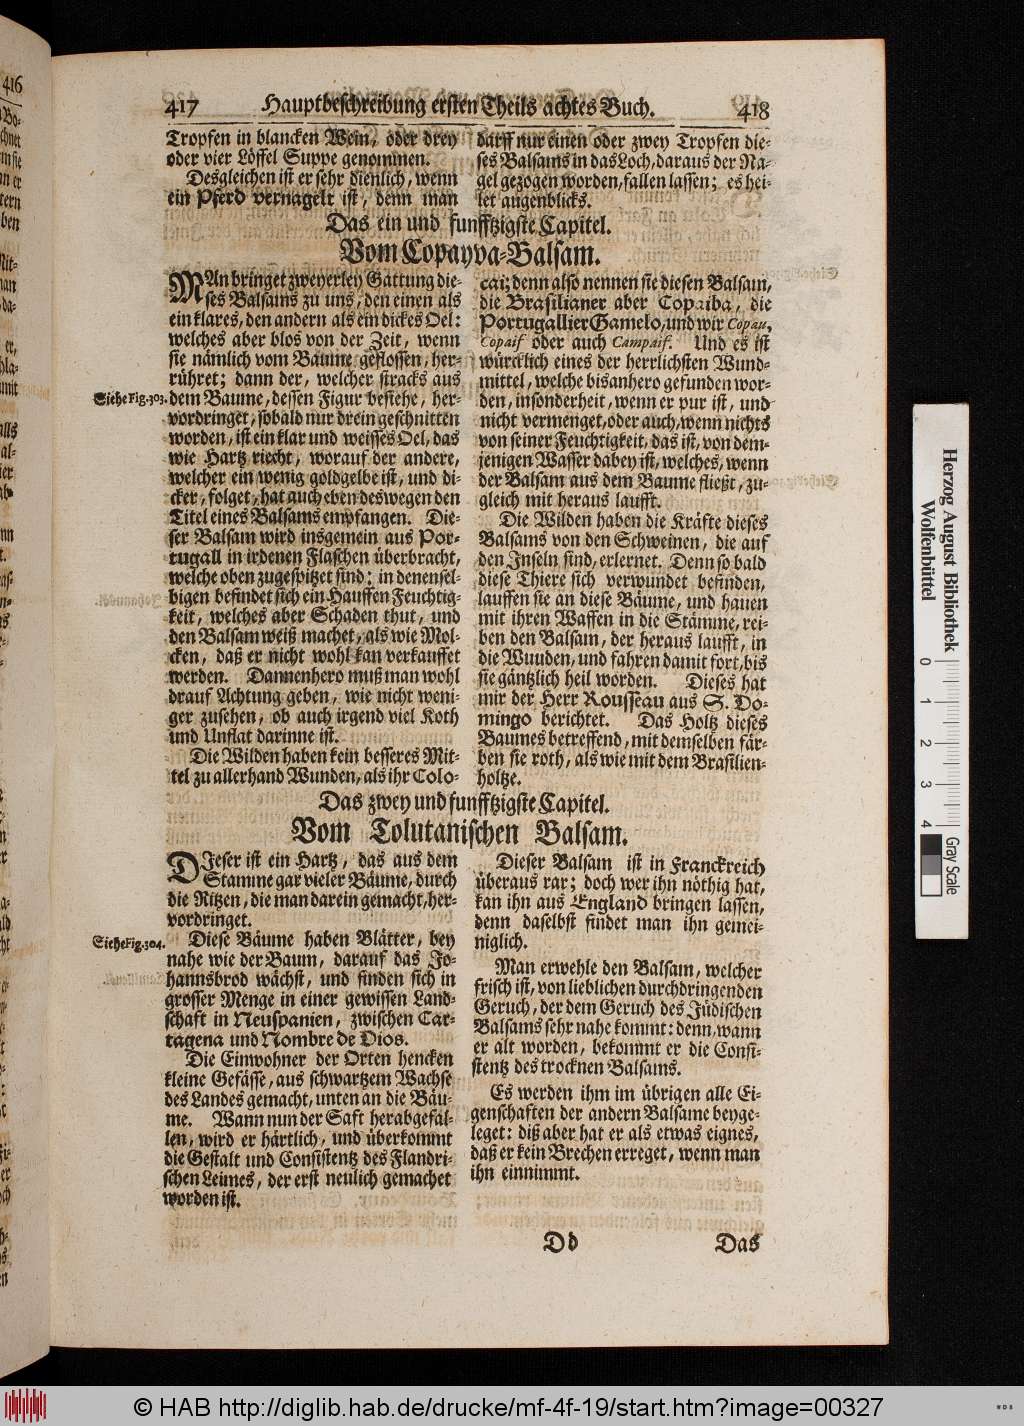 417 Hauptbeschreibung ersten Theils achtes Buch. 418
Tropfen in blancken Wein, oder drey
oder vier Löffel Suppe genommen.
Desgleichen ist er sehr dienlich, wenn
ein Pferd vernagelt ist, denn man
darff nur einen oder zwey Tropfen die-
ses Balsams in das Loch, daraus der Na-
gel gezogen worden, fallen lassen; es hei-
let augenblicks.
Das ein und funfftzigste Capitel.
Vom Copayva-Balsam.
MAn bringet zweyerley Gattung die-
ses Balsams zu uns, den einen als
ein klares, den andern als ein dickes Oel:
welches aber blos von der Zeit, wenn
sie nämlich vom Baume geflossen, her-
rühret; dann der, welcher stracks aus
Siehe Fig. 303.
dem Baume, dessen Figur bestehe, her-
vordringet, sobald nur drein geschnitten
worden, ist ein klar und weisses Oel, das
wie Hartz riecht, worauf der andere,
welcher ein wenig goldgelbe ist, und di-
cker, folget, hat auch eben deswegen den
Titel eines Balsams empfangen. Die-
ser Balsam wird insgemein aus Por-
tugall in irdenen Flaschen überbracht,
welche oben zugespitzet sind; in denensel-
bigen befindet sich ein Hauffen Feuchtig-
keit, welches aber Schaden thut, und
den Balsam weiß machet, als wie Mol-
cken, daß er nicht wohl kan verkauffet
werden. Dannenhero muß man wohl
drauf Achtung geben, wie nicht weni-
ger zusehen, ob auch irgend viel Koth
und Unflat darinne ist.
Die Wilden haben kein besseres Mit-
tel zu allerhand Wunden, als ihr Colo-
cai; denn also nennen sie diesen Balsam,
die Brasilianer aber Copaiba, die
Portugallier Gamelo, und wir Copau,
Copaif oder auch Campaif. Und es ist
würcklich eines der herrlichsten Wund-
mittel, welche bisanhero gefunden wor-
den, insonderheit, wenn er pur ist, und
nicht vermenget, oder auch, wenn nichts
von seiner Feuchtigkeit, das ist, von dem-
jenigen Wasser dabey ist, welches, wenn
der Balsam aus dem Baume fließt, zu-
gleich mit heraus laufft.
Die Wilden haben die Kräfte dieses
Balsams von den Schweinen, die auf
den Inseln sind, erlernet. Denn so bald
diese Thiere sich verwundet befinden,
lauffen sie an diese Bäume, und hauen
mit ihren Waffen in die Stämme, rei-
ben den Balsam, der heraus laufft, in
die Wuuden, und fahren damit fort, bis
sie gäntzlich heil worden. Dieses hat
mir der Herr Rousseau aus S. Do-
mingo berichtet. Das Holtz dieses
Baumes betreffend, mit demselben fär-
ben sie roth, als wie mit dem Brasilien-
holtze.
Das zwey und funfftzigste Capitel.
Vom Tolutanischen Balsam.
DIeser ist ein Hartz, das aus dem
Stamme gar vieler Bäume, durch
die Ritzen, die man darein gemacht, her-
vordringet.
Siehe Fig. 304.
Diese Bäume haben Blätter, bey
nahe wie der Baum, darauf das Jo-
hannsbrod wächst, und finden sich in
grosser Menge in einer gewissen Land-
schaft in Neuspanien, zwischen Car-
tagena und Nombre de Dios.
Die Einwohner der Orten hencken
kleine Gefässe, aus schwartzem Wachse
des Landes gemacht, unten an die Bäu-
me. Wann nun der Saft herabgefal-
len, wird er härtlich, und überkommt
die Gestalt und Consistentz des Flandri-
schen Leimes, der erst neulich gemachet
worden ist.
Dieser Balsam ist in Franckreich
überaus rar; doch wer ihn nöthig hat,
kan ihn aus England bringen lassen,
denn daselbst findet man ihn gemei-
niglich.
Man erwehle den Balsam, welcher
frisch ist, von lieblichen durchdringenden
Geruch, der dem Geruch des Jüdischen
Balsams sehr nahe kommt: denn, wann
er alt worden, bekommt er die Consi-
stentz des trocknen Balsams.
Es werden ihm im übrigen alle Ei-
genschaften der andern Balsame beyge-
leget: diß aber hat er als etwas eignes,
daß er kein Brechen erreget, wenn man
ihn einnimmt.
Dd Das
Herzog August Bibliothek
Wolfenbüttel
0 1 2 3 4
Gray Scale
© HAB http://diglib.hab.de/drucke/mf-4f-19/start.htm?image=00327